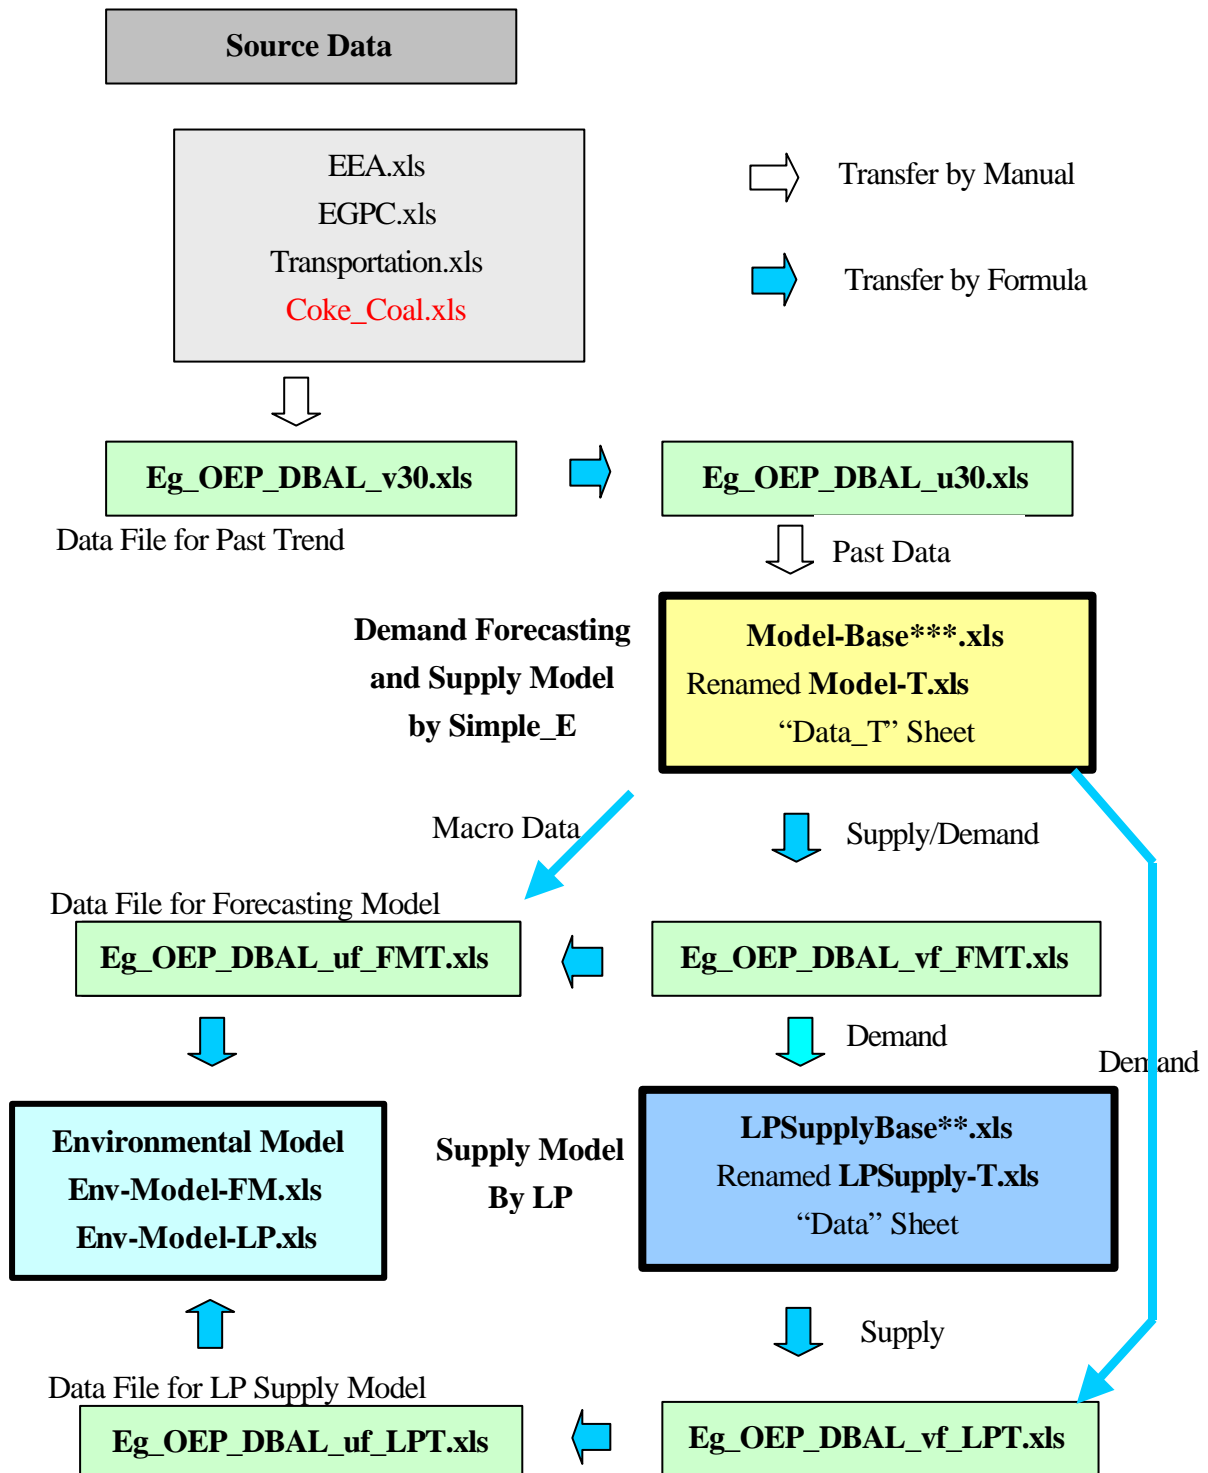 Source Data
EEA.xls
EGPC.xls
Transportation.xls
Coke_Coal.xls
Transfer by Manual
Transfer by Formula
Eg_OEP_DBAL_v30.xls
Eg_OEP_DBAL_u30.xls
Data File for Past Trend
Past Data
Demand Forecasting
and Supply Model
by Simple_E
Model-Base***.xls
Renamed Model-T.xls
“Data_T” Sheet
Macro Data
Supply/Demand
Data File for Forecasting Model
Eg_OEP_DBAL_uf_FMT.xls
Eg_OEP_DBAL_vf_FMT.xls
Demand
Demand
Environmental Model
Env-Model-FM.xls
Env-Model-LP.xls
Supply Model
By LP
LPSupplyBase**.xls
Renamed LPSupply-T.xls
“Data” Sheet
Supply
Data File for LP Supply Model
Eg_OEP_DBAL_uf_LPT.xls
Eg_OEP_DBAL_vf_LPT.xls